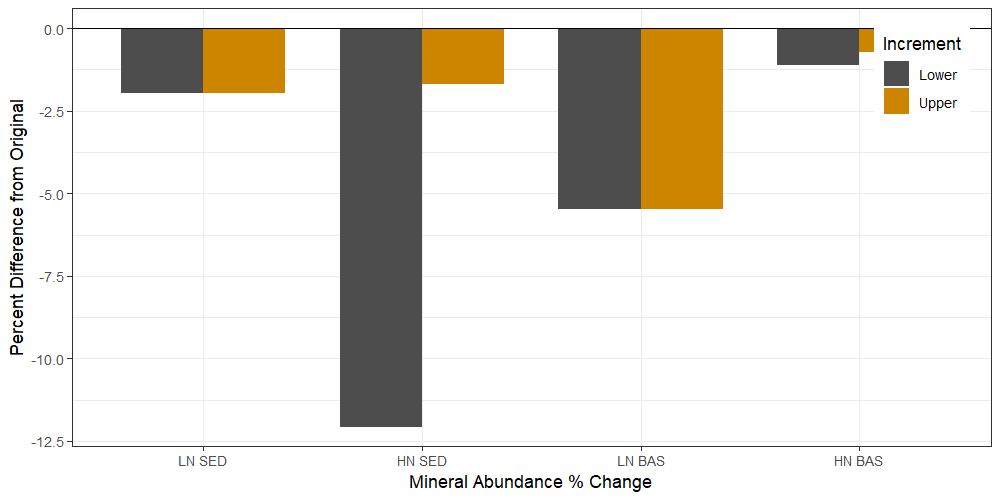 Percent Difference from Original
0.0
-2.5
-5.0
-7.5
-10.0
-12.5
Increment
Lower
Upper
LN SED
HN SED
LN BAS
HN BAS
Mineral Abundance % Change